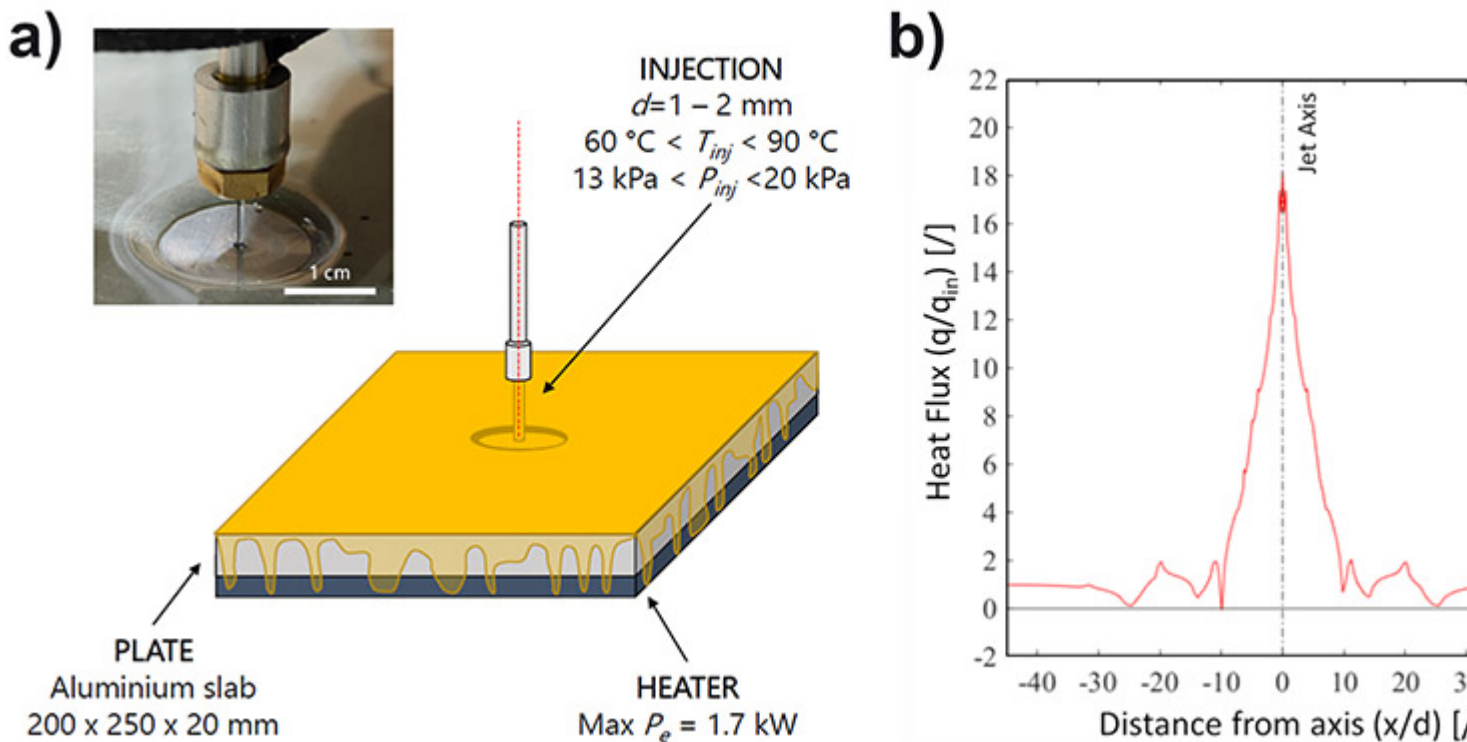 a)
1 cm
INJECTION
d=1 – 2 mm
60 °C < Tinj < 90 °C
13 kPa < Pinj <20 kPa
PLATE
Aluminium slab
200 x 250 x 20 mm
HEATER
Max Pe = 1.7 kW
b)
Heat Flux (q/qin) [/]
22
20
18
16
14
12
10
8
6
4
2
0
-2
Jet Axis
-40 -30 -20 -10 0 10 20 3
Distance from axis (x/d) [/